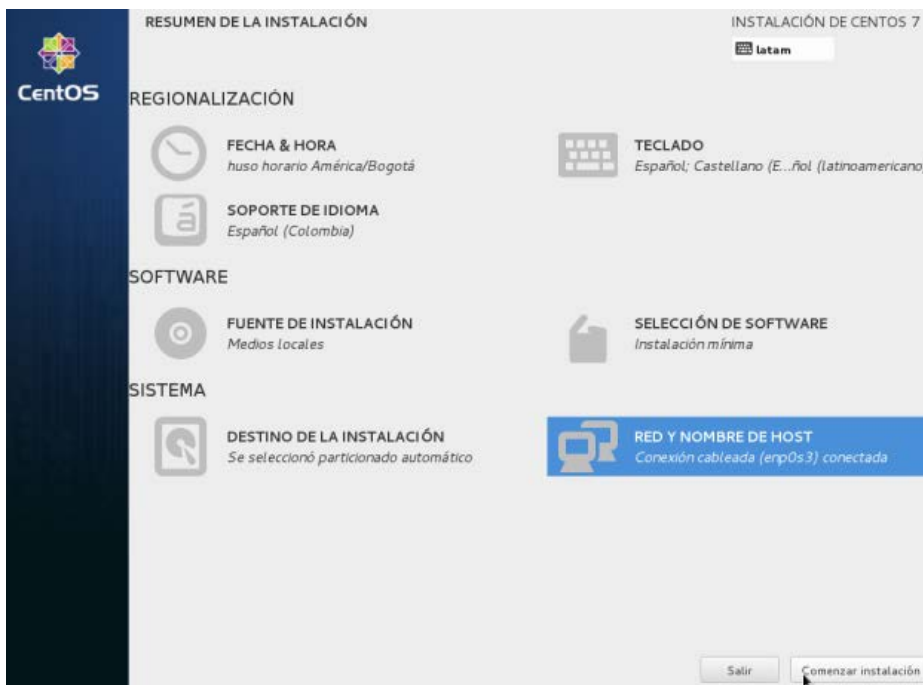 RESUMEN DE LA INSTALACIÓN
INSTALACIÓN DE CENTOS 7
latam
CentOS
REGIONALIZACIÓN
FECHA & HORA
huso horario América/Bogotá
TECLADO
Español; Castellano (E...ñol (latinoamericano)
á
SOPORTE DE IDIOMA
Español (Colombia)
SOFTWARE
FUENTE DE INSTALACIÓN
Medios locales
SELECCIÓN DE SOFTWARE
Instalación mínima
SISTEMA
DESTINO DE LA INSTALACIÓN
Se seleccionó particionado automático
RED Y NOMBRE DE HOST
Conexión cableada (enp0s3) conectada
Salir
Comenzar instalación